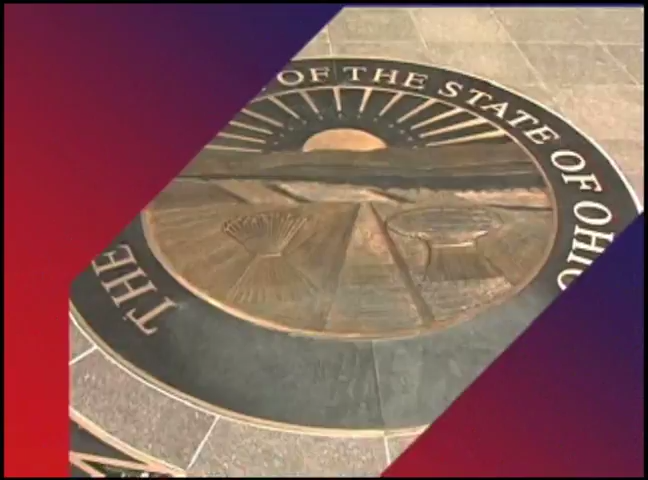 THE
OF THE STATE OF OHIO